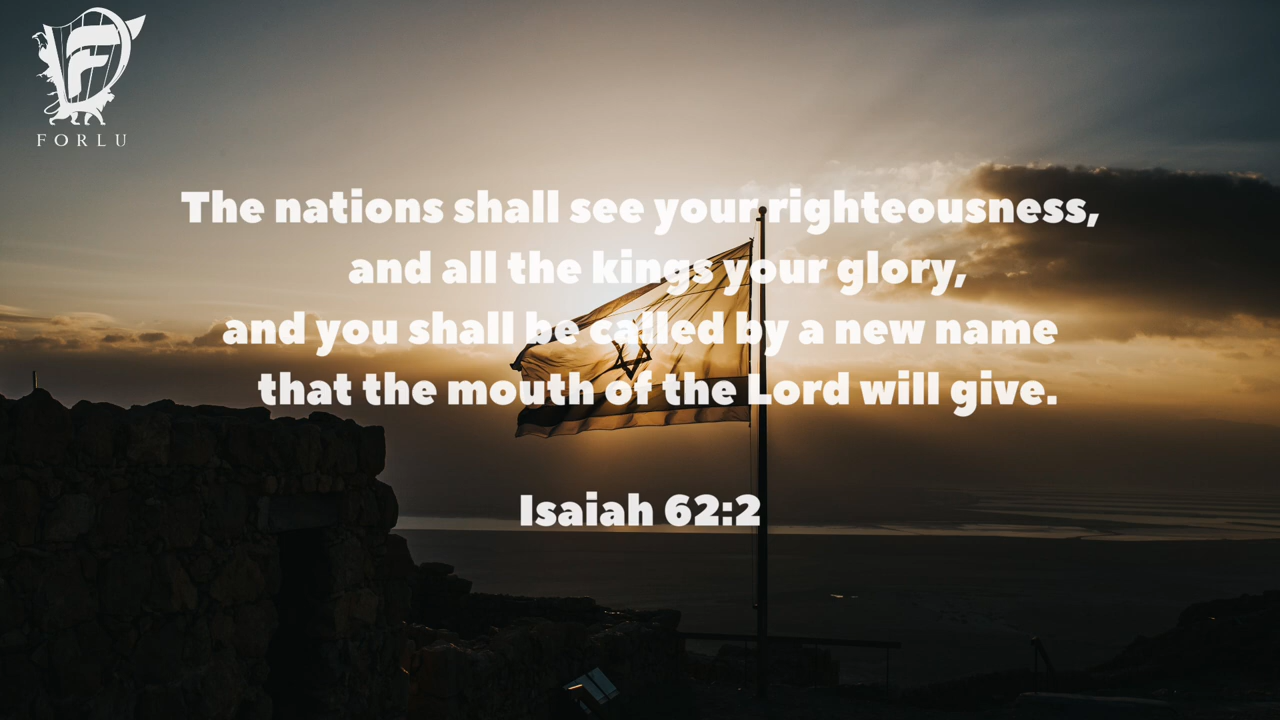 FORLU
The nations shall see your righteousness,
and all the kings your glory,
and you shall be called by a new name
that the mouth of the Lord will give.
Isaiah 62:2